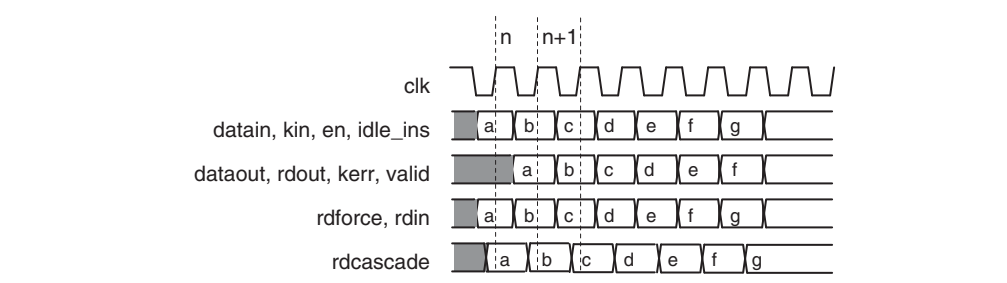 n n+1
clk
datain, kin, en, idle_ins a b c d e f g
dataout, rdout, kerr, valid a b c d e f
rdforce, rdin a b c d e f g
rdcascade a b c d e f g